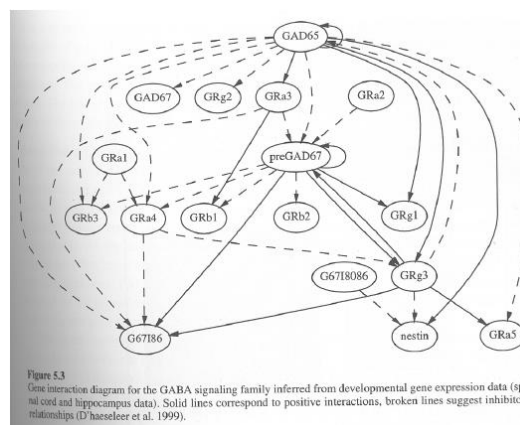 GAD65
GAD67
GRg2
GRa3
GRa2
GRa1
preGAD67
GRb3
GRa4
GRb1
GRb2
GRg1
G67I8086
GRg3
G67I86
nestin
GRa5
Figure 5.3
Gene interaction diagram for the GABA signaling family inferred from developmental gene expression data (sp
nal cord and hippocampus data). Solid lines correspond to positive interactions, broken lines suggest inhibito
relationships (D'haeseleer et al. 1999).